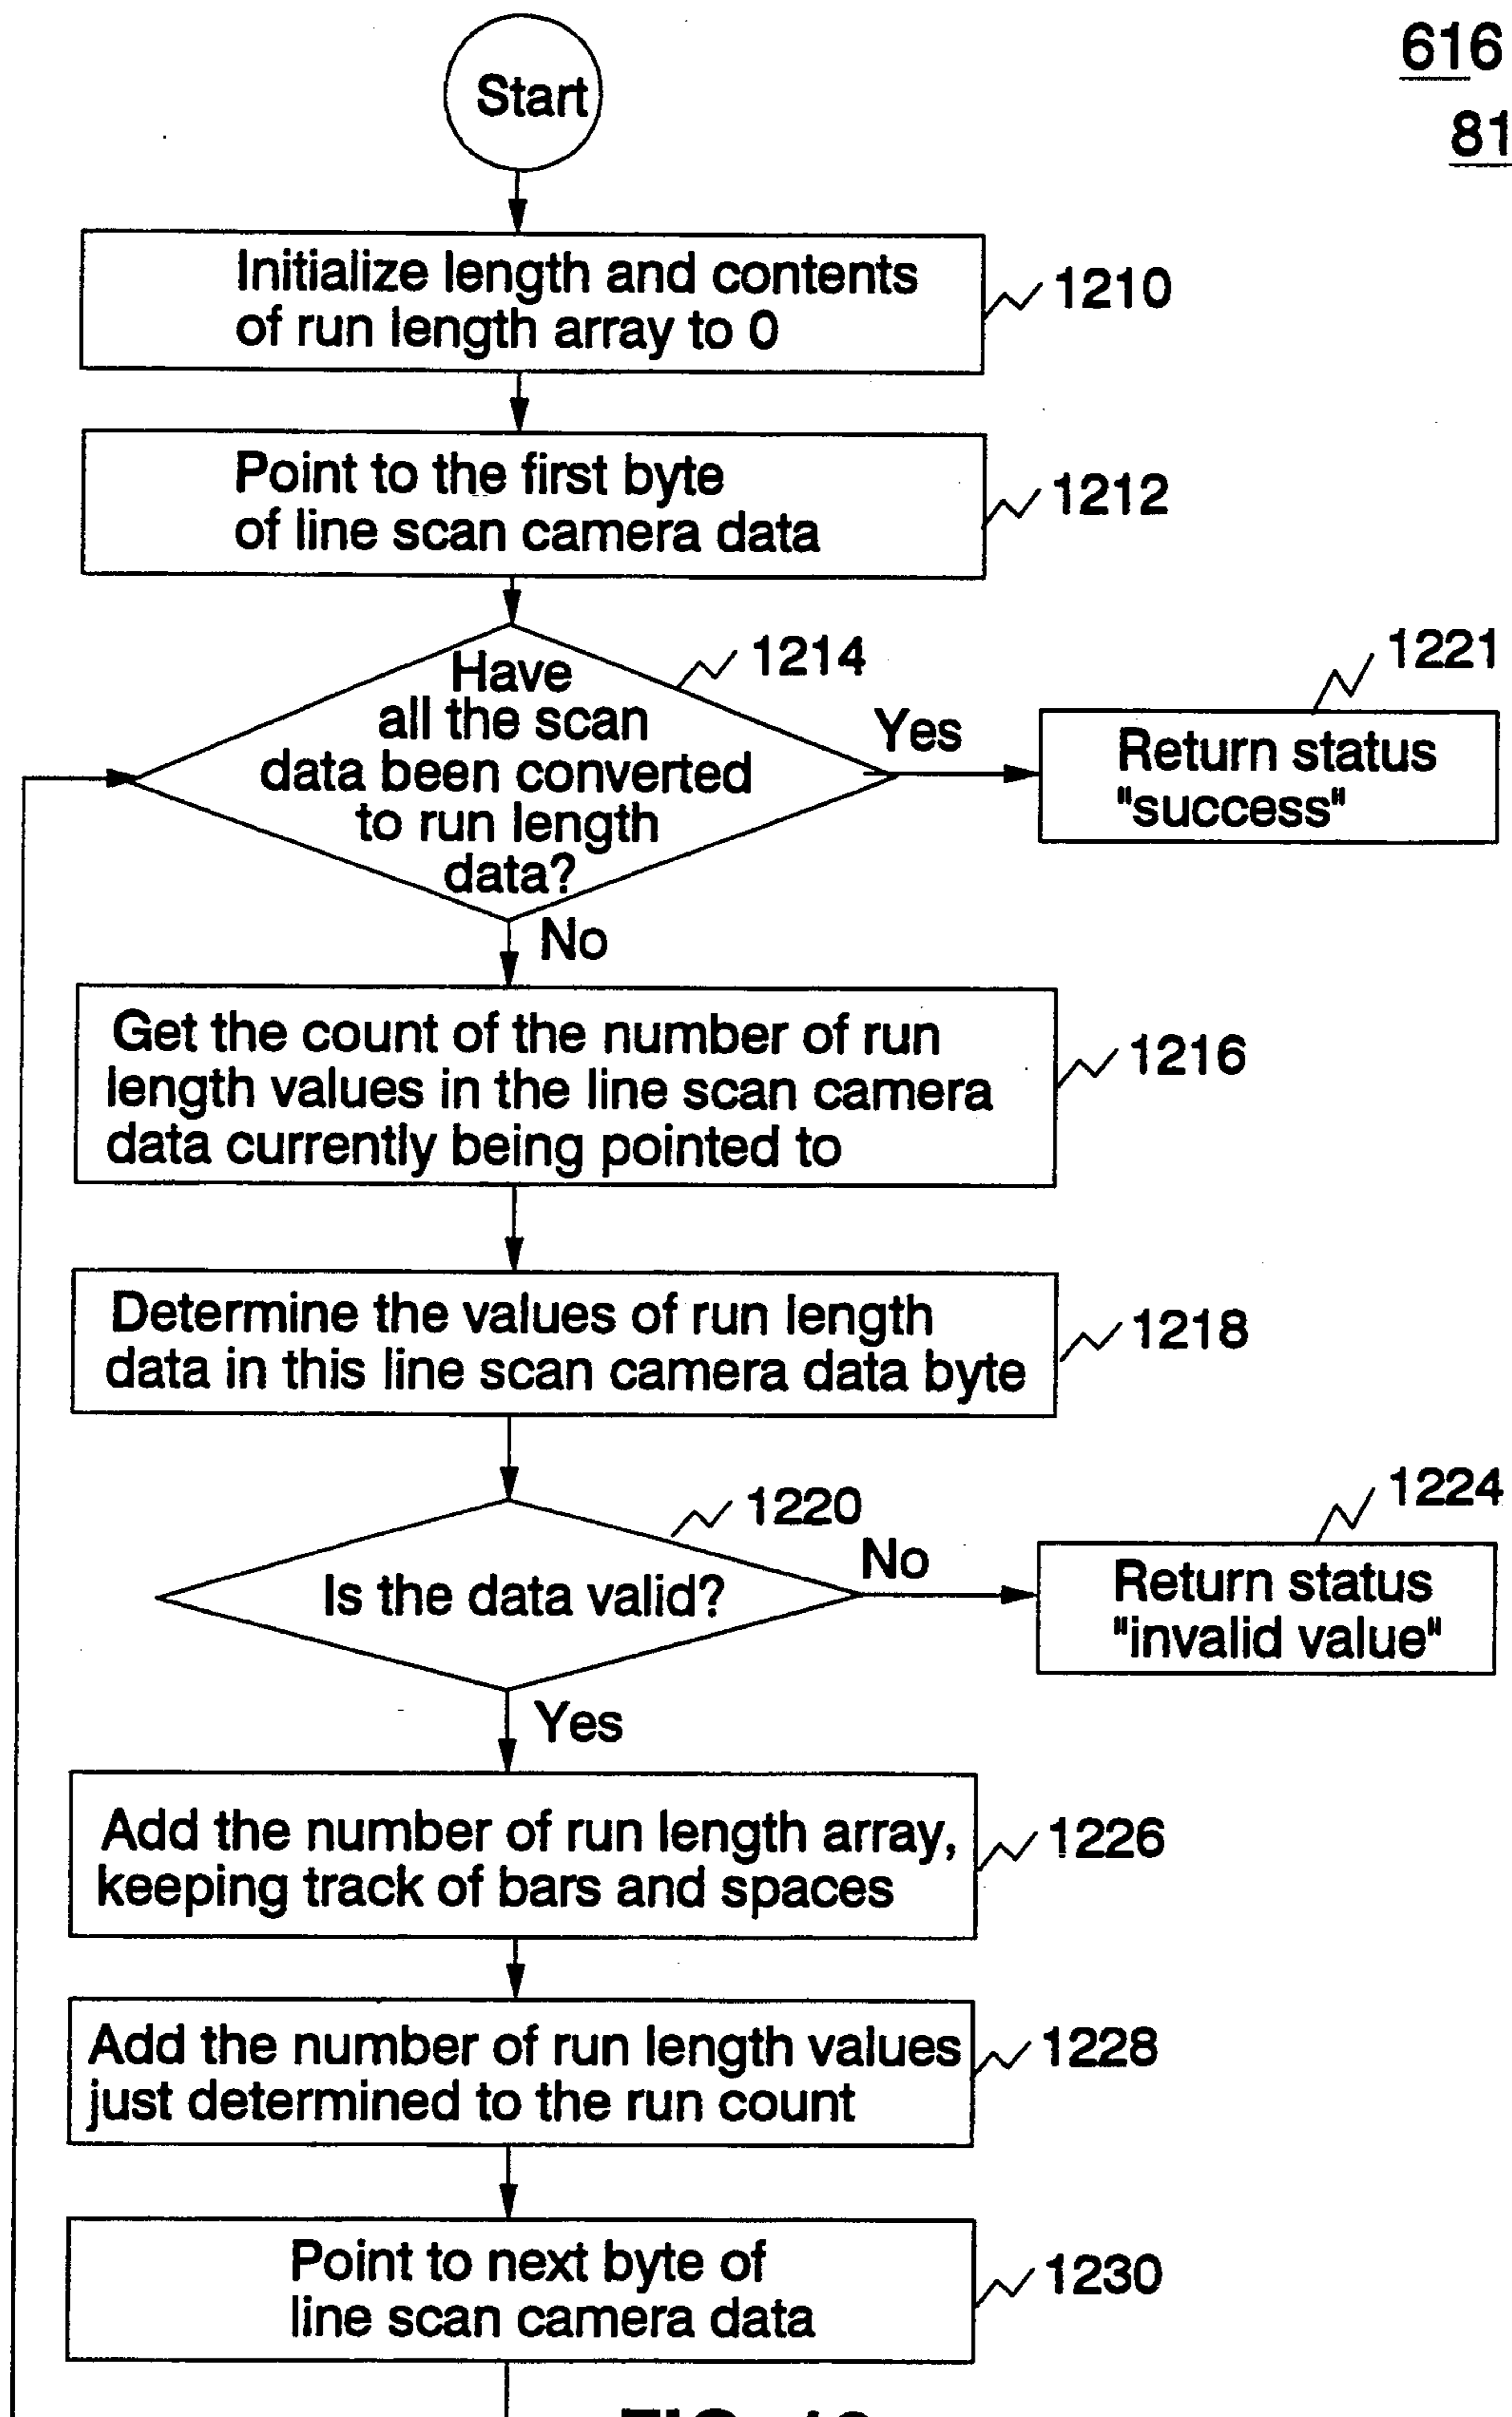 616
81
Start
Initialize length and contents
of run length array to 0
1210
Point to the first byte
of line scan camera data
1212
Have
all the scan
data been converted
to run length
data?
1214
Yes
1221
Return status
"success"
No
Get the count of the number of run
length values in the line scan camera
data currently being pointed to
1216
Determine the values of run length
data in this line scan camera data byte
1218
Is the data valid?
1220
No
1224
Return status
"invalid value"
Yes
Add the number of run length array,
keeping track of bars and spaces
1226
Add the number of run length values
just determined to the run count
1228
Point to next byte of
line scan camera data
1230